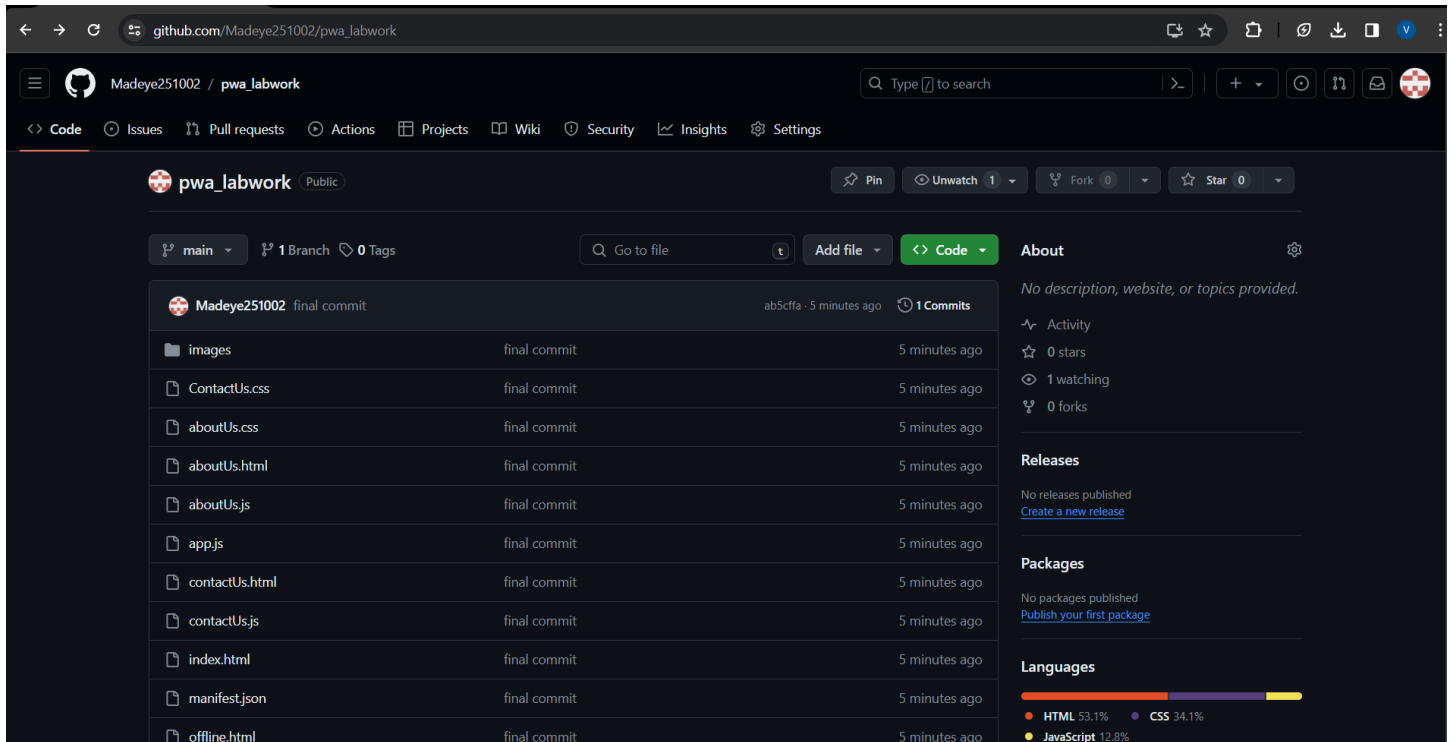 github.com/Madeye251002/pwa_labwork
V
Madeye251002 / pwa_labwork
Type / to search
Code Issues Pull requests Actions Projects Wiki Security Insights Settings
pwa_labwork Public
Pin Unwatch 1 Fork 0 Star 0
main 1 Branch 0 Tags Go to file t Add file Code
About
No description, website, or topics provided.
Madeye251002 final commit ab5cffa · 5 minutes ago 1 Commits
Activity
images final commit 5 minutes ago
0 stars
1 watching
ContactUs.css final commit 5 minutes ago
0 forks
aboutUs.css final commit 5 minutes ago
aboutUs.html final commit 5 minutes ago
Releases
No releases published
aboutUs.js final commit 5 minutes ago
Create a new release
app.js final commit 5 minutes ago
Packages
contactUs.html final commit 5 minutes ago
No packages published
Publish your first package
contactUs.js final commit 5 minutes ago
index.html final commit 5 minutes ago
Languages
manifest.json final commit 5 minutes ago
HTML 53.1% CSS 34.1%
offline.html final commit 5 minutes ago
JavaScript 12.8%